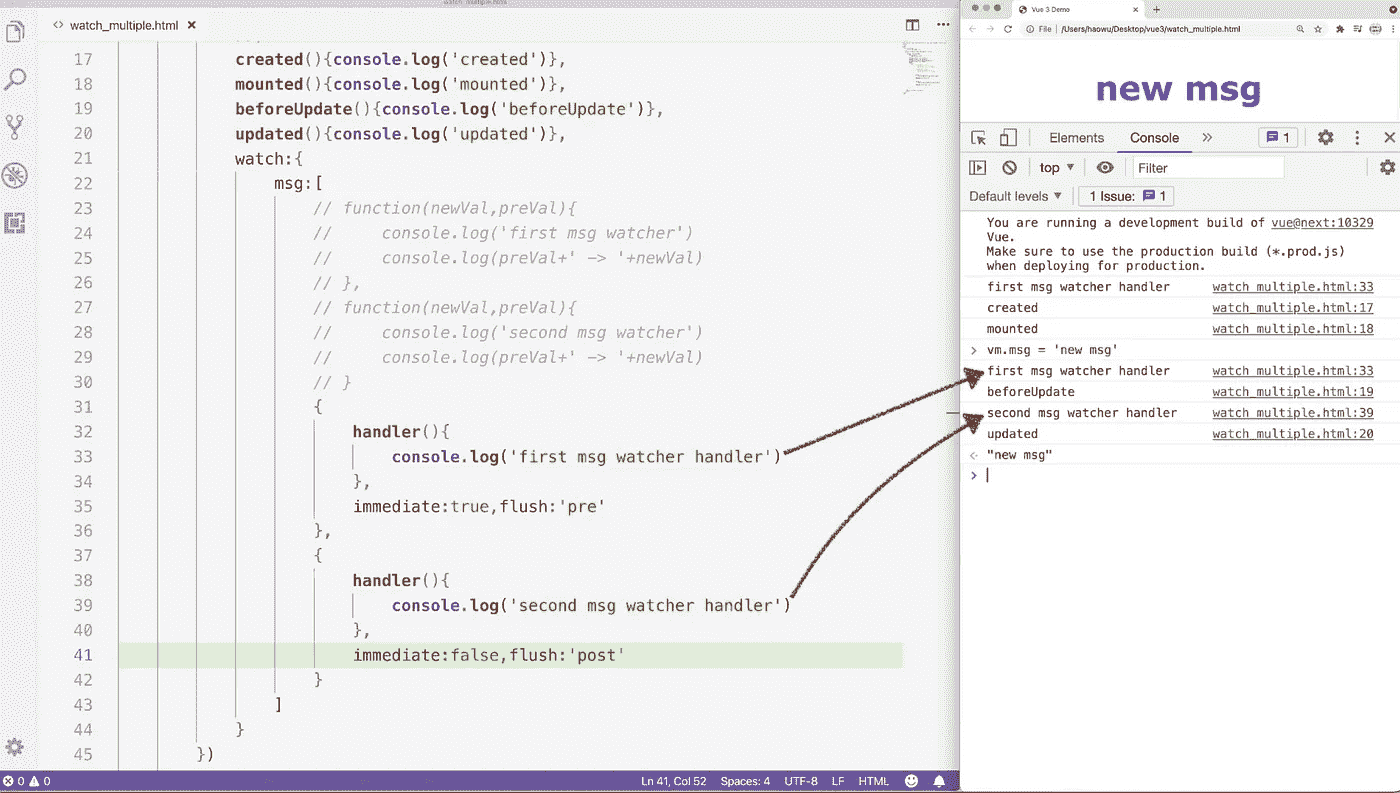 watch_multiple.html
watch_multiple.html
17 created(){console.log('created')},
18 mounted(){console.log('mounted')},
19 beforeUpdate(){console.log('beforeUpdate')},
20 updated(){console.log('updated')},
21 watch:{
22 msg:[
23 // function(newVal,preVal){
24 //     console.log('first msg watcher')
25 //     console.log(preVal+' -> '+newVal)
26 // },
27 // function(newVal,preVal){
28 //     console.log('second msg watcher')
29 //     console.log(preVal+' -> '+newVal)
30 // }
31 {
32 handler(){
33 console.log('first msg watcher handler')
34 },
35 immediate:true,flush:'pre'
36 },
37 {
38 handler(){
39 console.log('second msg watcher handler')
40 },
41 immediate:false,flush:'post'
42 }
43 ]
44 }
45 })
0 0 Ln 41, Col 52 Spaces: 4 UTF-8 LF HTML
Vue 3 Demo
File | /Users/haowu/Desktop/vue3/watch_multiple.html
new msg
Elements Console » 1
top Filter
Default levels 1 Issue: 1
You are running a development build of vue@next:10329
Vue.
Make sure to use the production build (*.prod.js)
when deploying for production.
first msg watcher handler watch_multiple.html:33
created watch_multiple.html:17
mounted watch_multiple.html:18
> vm.msg = 'new msg'
first msg watcher handler watch_multiple.html:33
beforeUpdate watch_multiple.html:19
second msg watcher handler watch_multiple.html:39
updated watch_multiple.html:20
"new msg"
>